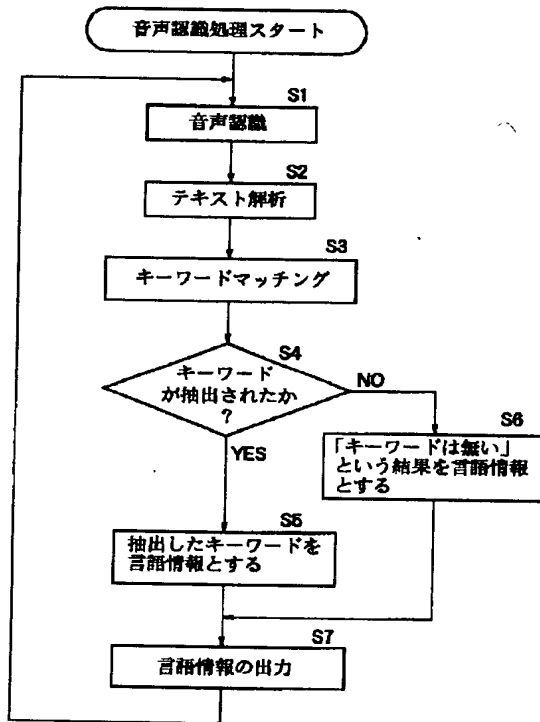 音声認識処理スタート
S1
音声認識
S2
テキスト解析
S3
キーワードマッチング
S4
キーワード
が抽出されたか
?
NO
YES
S6
「キーワードは無い」
という結果を言語情報
とする
S5
抽出したキーワードを
言語情報とする
S7
言語情報の出力